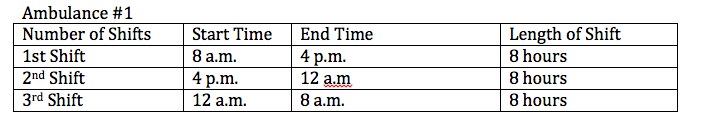 Ambulance #1
Number of Shifts Start Time End Time Length of Shift
1st Shift 8 a.m. 4 p.m. 8 hours
2nd Shift 4 p.m. 12 a.m 8 hours
3rd Shift 12 a.m. 8 a.m. 8 hours